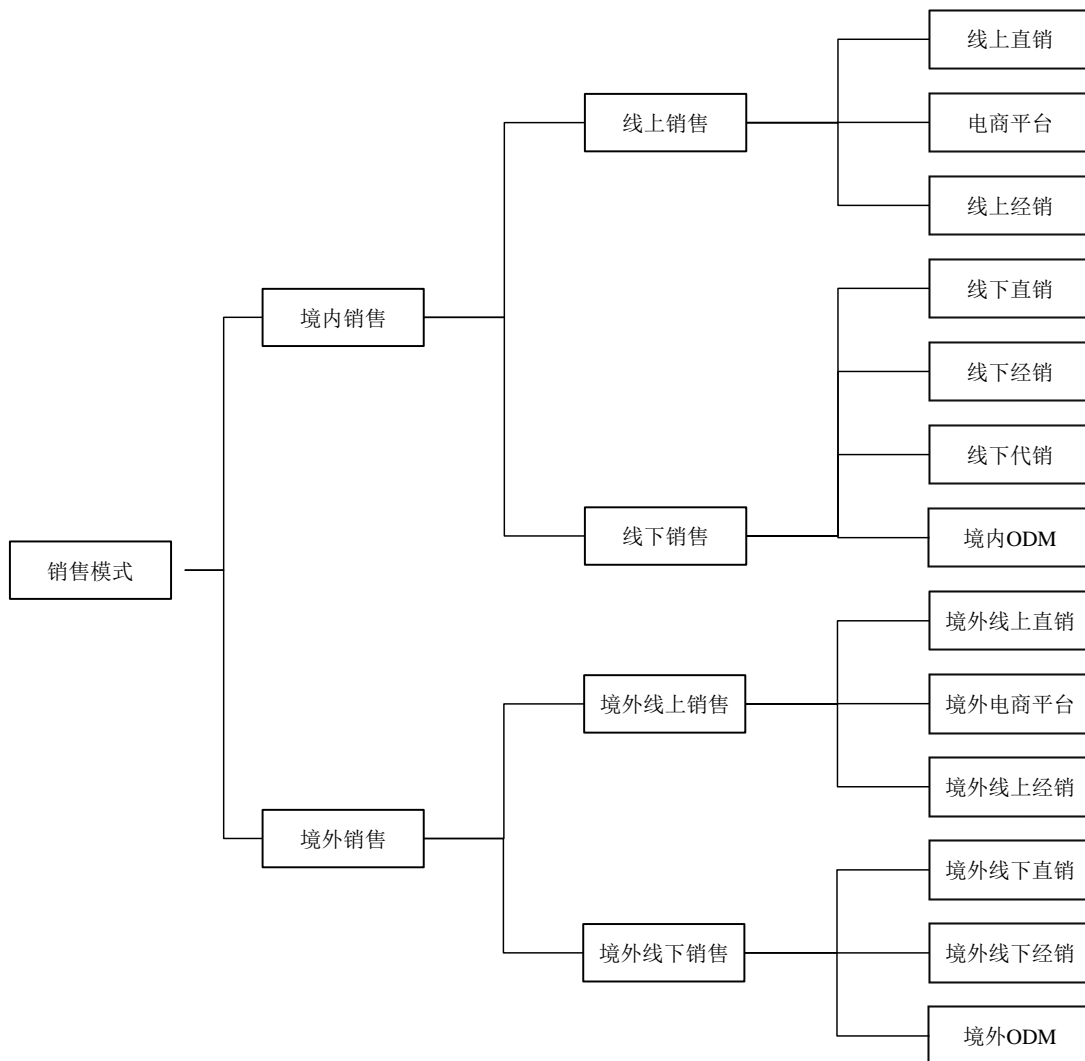 销售模式
境内销售
线上销售
线上直销
电商平台
线上经销
线下销售
线下直销
线下经销
线下代销
境内ODM
境外销售
境外线上销售
境外线上直销
境外电商平台
境外线上经销
境外线下销售
境外线下直销
境外线下经销
境外ODM